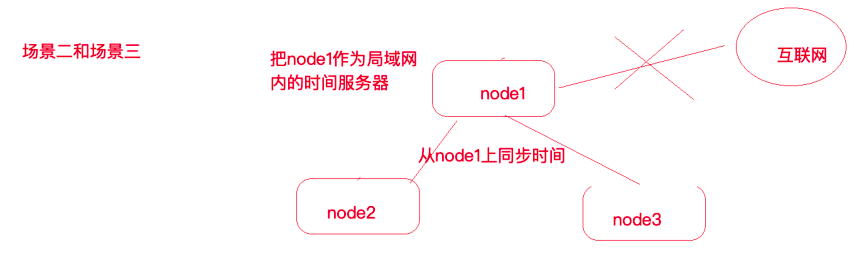 场景二和场景三
把node1作为局域网
内的时间服务器
互联网
node1
从node1上同步时间
node2
node3